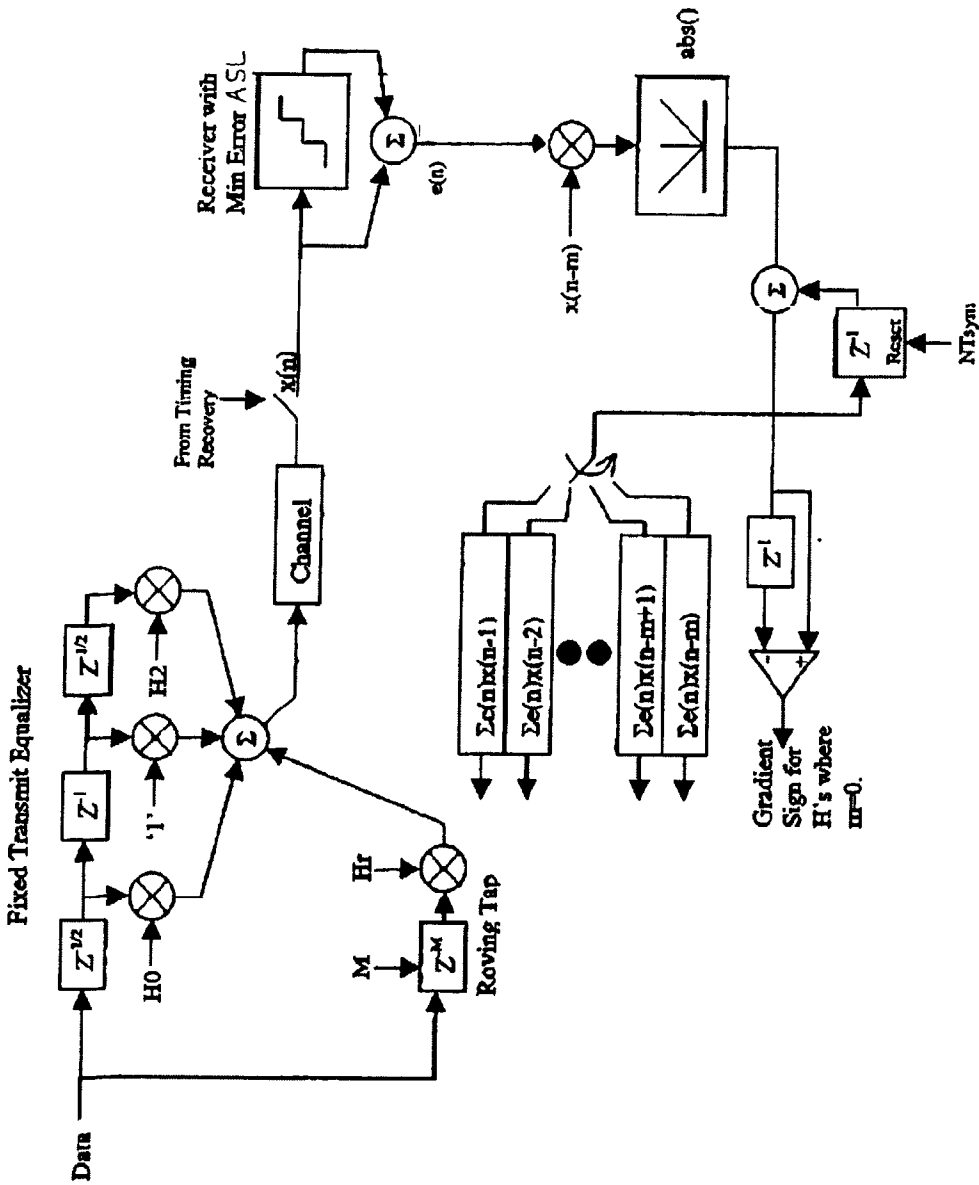 Fixed Transmit Equalizer
Data
Z-1/2
Z-1
Z1/2
H0
'1'
H2
Σ
M
Z-M
Hr
Roving Tap
Channel
From Timing
Recovery
x(n)
Receiver with
Min Error ASL
Σ
e(n)
x(n-m)
abs()
Σ
Z-1
Reset
NTsym
Σc(n)x(n-1)
Σe(n)x(n-2)
Σe(n)x(n-m+1)
Σe(n)x(n-m)
Z-1
-
+
Gradient
Sign for
H's where
m=0.